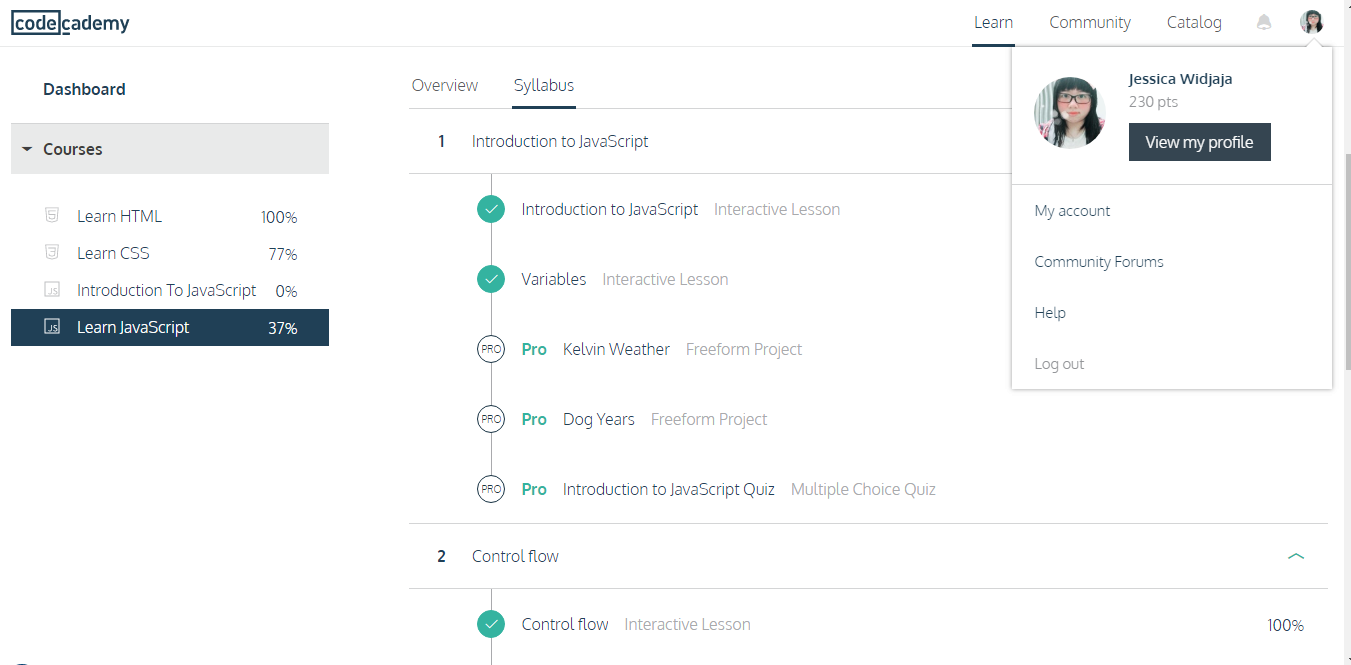 codecademy
Learn Community Catalog
Dashboard
Courses
Learn HTML 100%
Learn CSS 77%
Introduction To JavaScript 0%
JS Learn JavaScript 37%
Overview Syllabus
1 Introduction to JavaScript
Introduction to JavaScript Interactive Lesson
Variables Interactive Lesson
PRO Pro Kelvin Weather Freeform Project
PRO Pro Dog Years Freeform Project
PRO Pro Introduction to JavaScript Quiz Multiple Choice Quiz
2 Control flow
Control flow Interactive Lesson 100%
Jessica Widjaja
230 pts
View my profile
My account
Community Forums
Help
Log out